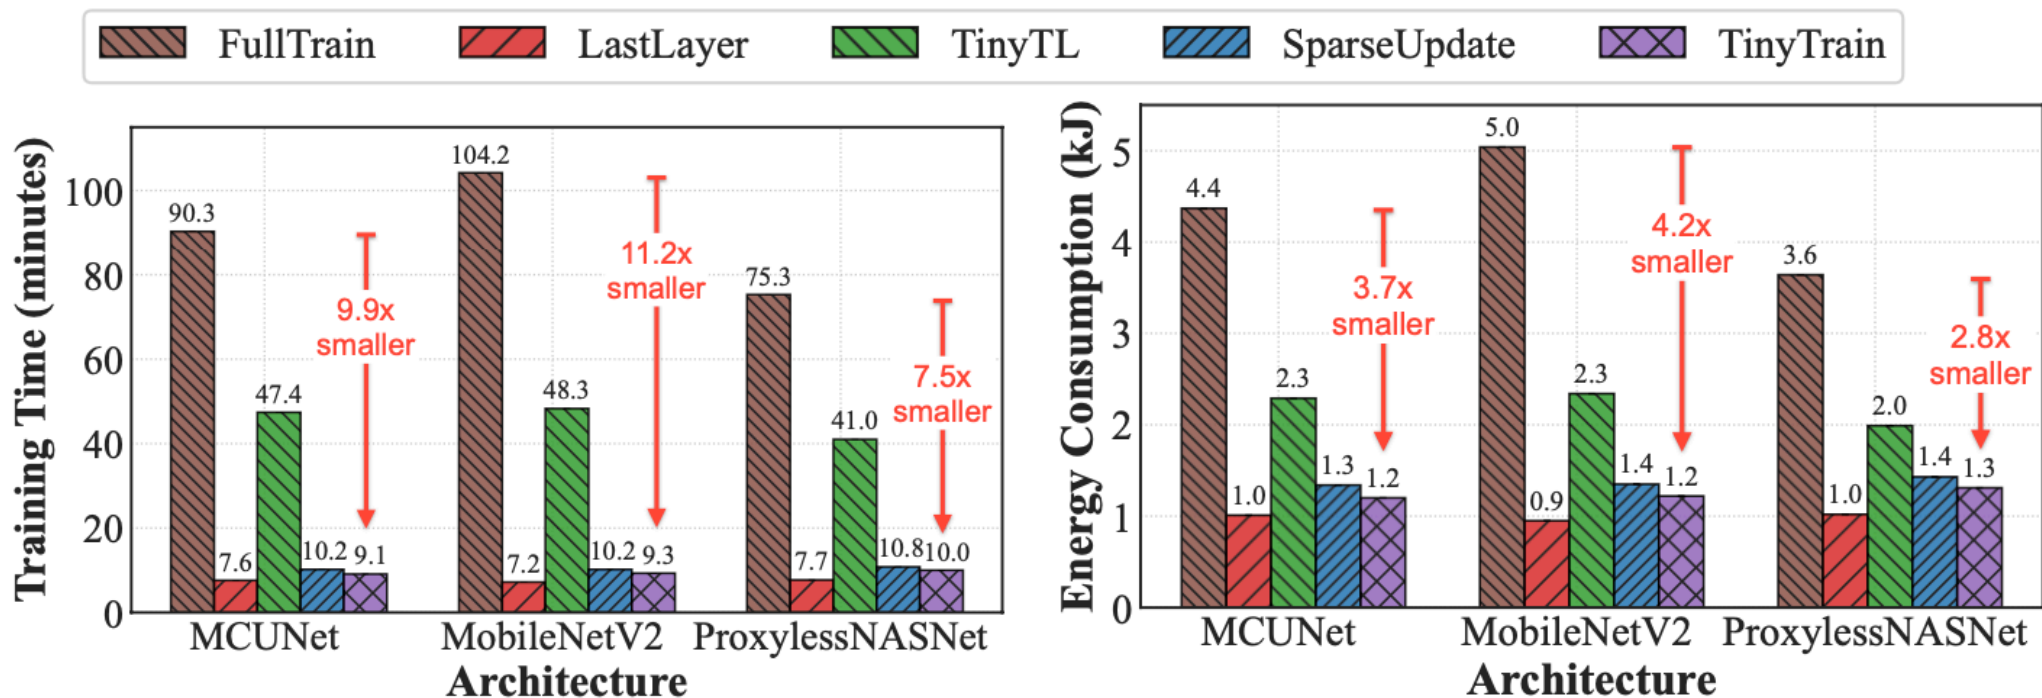 FullTrain LastLayer TinyTL SparseUpdate TinyTrain
Training Time (minutes)
100
80
60
40
20
0
90.3
7.6
47.4
10.2
9.1
9.9x
smaller
104.2
7.2
48.3
10.2
9.3
11.2x
smaller
75.3
7.7
41.0
10.8
10.0
7.5x
smaller
MCUNet MobileNetV2 ProxylessNASNet
Architecture
Energy Consumption (kJ)
5
4
3
2
1
0
4.4
1.0
2.3
1.3
1.2
3.7x
smaller
5.0
0.9
2.3
1.4
1.2
4.2x
smaller
3.6
1.0
2.0
1.4
1.3
2.8x
smaller
MCUNet MobileNetV2 ProxylessNASNet
Architecture